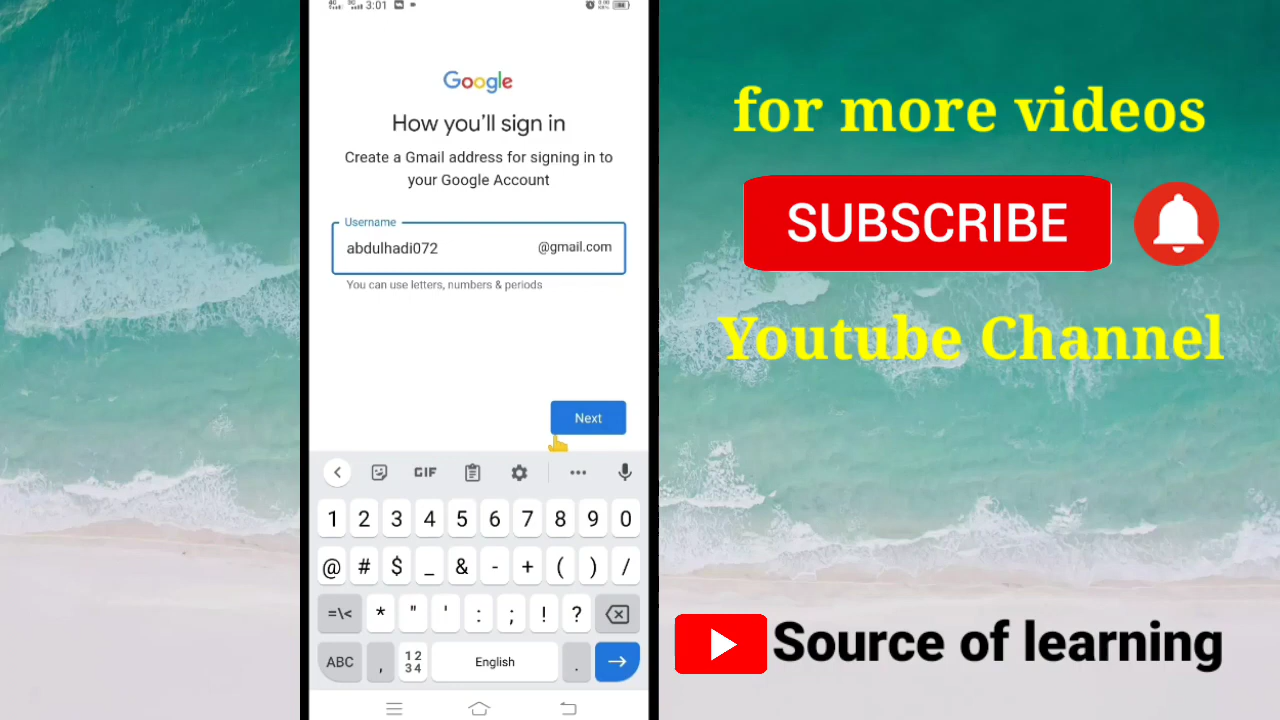 3:01
Google
How you'll sign in
Create a Gmail address for signing in to
your Google Account
Username
abdulhadi072 @gmail.com
You can use letters, numbers & periods
Next
GIF
1 2 3 4 5 6 7 8 9 0
@ # $ _ & - + ( ) /
=\< * " ' : ; ! ?
ABC , 12 34 English .
for more videos
SUBSCRIBE
Youtube Channel
Source of learning